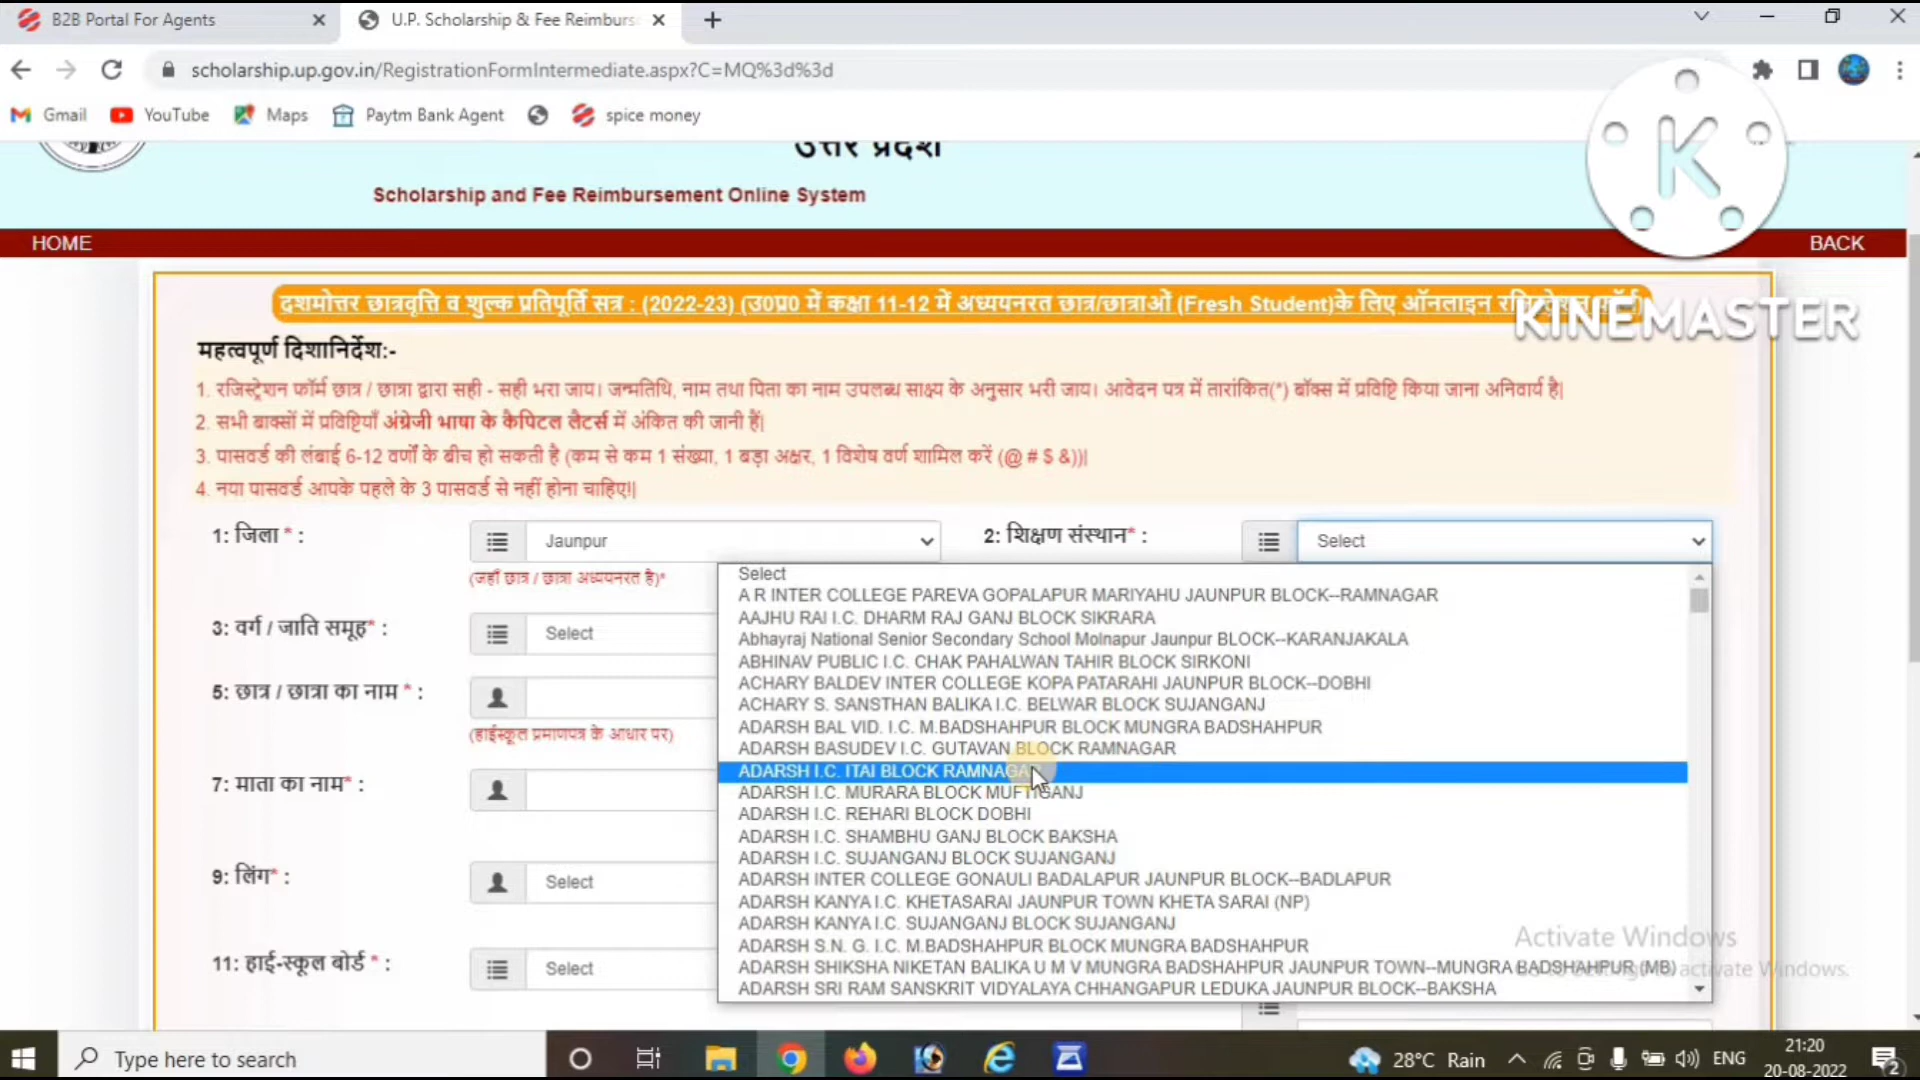 B2B Portal For Agents
U.P. Scholarship & Fee Reimburs
scholarship.up.gov.in/RegistrationFormIntermediate.aspx?C=MQ%3d%3d
Gmail YouTube Maps Paytm Bank Agent spice money
उत्तर प्रदेश
K
Scholarship and Fee Reimbursement Online System
HOME BACK
दशमोत्तर छात्रवृत्ति व शुल्क प्रतिपूर्ति सत्र : (2022-23) (उ0प्र0 में कक्षा 11-12 में अध्ययनरत छात्र/छात्राओं (Fresh Student)के लिए ऑनलाइन रजिस्ट्रेशन फॉर्म)
KINEMASTER
महत्वपूर्ण दिशानिर्देश:-
1. रजिस्ट्रेशन फॉर्म छात्र / छात्रा द्वारा सही - सही भरा जाय। जन्मतिथि, नाम तथा पिता का नाम उपलब्ध साक्ष्य के अनुसार भरी जाय। आवेदन पत्र में तारांकित(*) बॉक्स में प्रविष्टि किया जाना अनिवार्य है|
2. सभी बाक्सों में प्रविष्टियाँ अंग्रेजी भाषा के कैपिटल लैटर्स में अंकित की जानी हैं|
3. पासवर्ड की लंबाई 6-12 वर्णों के बीच हो सकती है (कम से कम 1 संख्या, 1 बड़ा अक्षर, 1 विशेष वर्ण शामिल करें (@ # $ &))|
4. नया पासवर्ड आपके पहले के 3 पासवर्ड से नहीं होना चाहिए!|
1: जिला * : Jaunpur 2: शिक्षण संस्थान* : Select
(जहाँ छात्र / छात्रा अध्ययनरत है)*
Select
A R INTER COLLEGE PAREVA GOPALAPUR MARIYAHU JAUNPUR BLOCK--RAMNAGAR
AAJHU RAI I.C. DHARM RAJ GANJ BLOCK SIKRARA
3: वर्ग / जाति समूह* : Select
Abhayraj National Senior Secondary School Molnapur Jaunpur BLOCK--KARANJAKALA
ABHINAV PUBLIC I.C. CHAK PAHALWAN TAHIR BLOCK SIRKONI
ACHARY BALDEV INTER COLLEGE KOPA PATARAHI JAUNPUR BLOCK--DOBHI
5: छात्र / छात्रा का नाम * :
ACHARY S. SANSTHAN BALIKA I.C. BELWAR BLOCK SUJANGANJ
ADARSH BAL VID. I.C. M.BADSHAHPUR BLOCK MUNGRA BADSHAHPUR
(हाईस्कूल प्रमाणपत्र के आधार पर)
ADARSH BASUDEV I.C. GUTAVAN BLOCK RAMNAGAR
ADARSH I.C. ITAI BLOCK RAMNAGAR
7: माता का नाम* :
ADARSH I.C. MURARA BLOCK MUFTIGANJ
ADARSH I.C. REHARI BLOCK DOBHI
ADARSH I.C. SHAMBHU GANJ BLOCK BAKSHA
ADARSH I.C. SUJANGANJ BLOCK SUJANGANJ
9: लिंग* : Select
ADARSH INTER COLLEGE GONAULI BADALAPUR JAUNPUR BLOCK--BADLAPUR
ADARSH KANYA I.C. KHETASARAI JAUNPUR TOWN KHETA SARAI (NP)
ADARSH KANYA I.C. SUJANGANJ BLOCK SUJANGANJ
ADARSH S.N. G. I.C. M.BADSHAHPUR BLOCK MUNGRA BADSHAHPUR
11: हाई-स्कूल बोर्ड * : Select
ADARSH SHIKSHA NIKETAN BALIKA U M V MUNGRA BADSHAHPUR JAUNPUR TOWN--MUNGRA BADSHAHPUR (MB)
ADARSH SRI RAM SANSKRIT VIDYALAYA CHHANGAPUR LEDUKA JAUNPUR BLOCK--BAKSHA
Activate Windows
activate Windows.
Type here to search
28°C Rain
ENG
21:20
20-08-2022
2